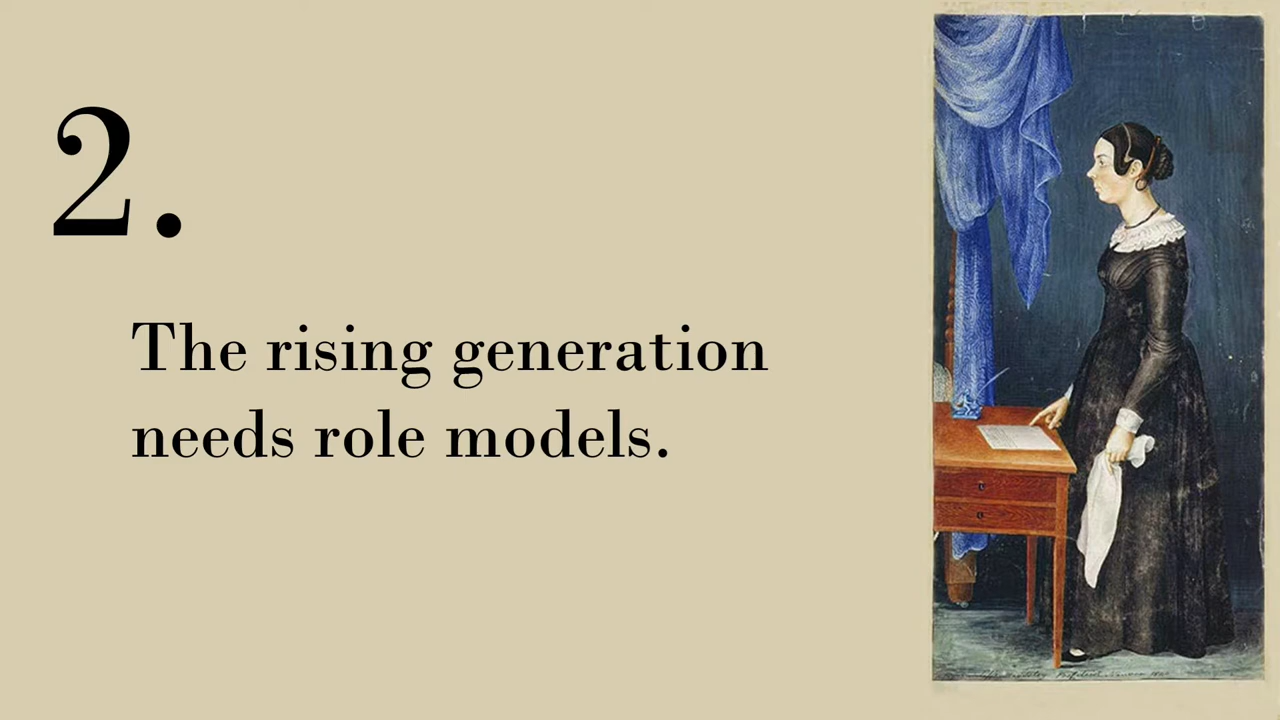 2.
The rising generation
needs role models.